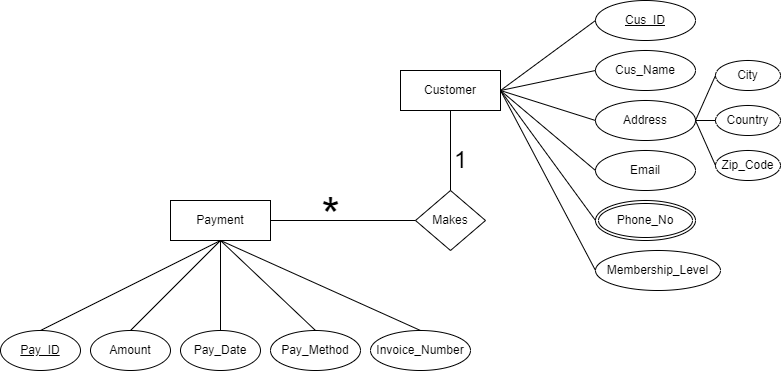 Cus_ID
Customer
Cus_Name
City
Address
Country
Email
Zip_Code
1
Phone_No
Payment
*
Makes
Membership_Level
Pay_ID
Amount
Pay_Date
Pay_Method
Invoice_Number